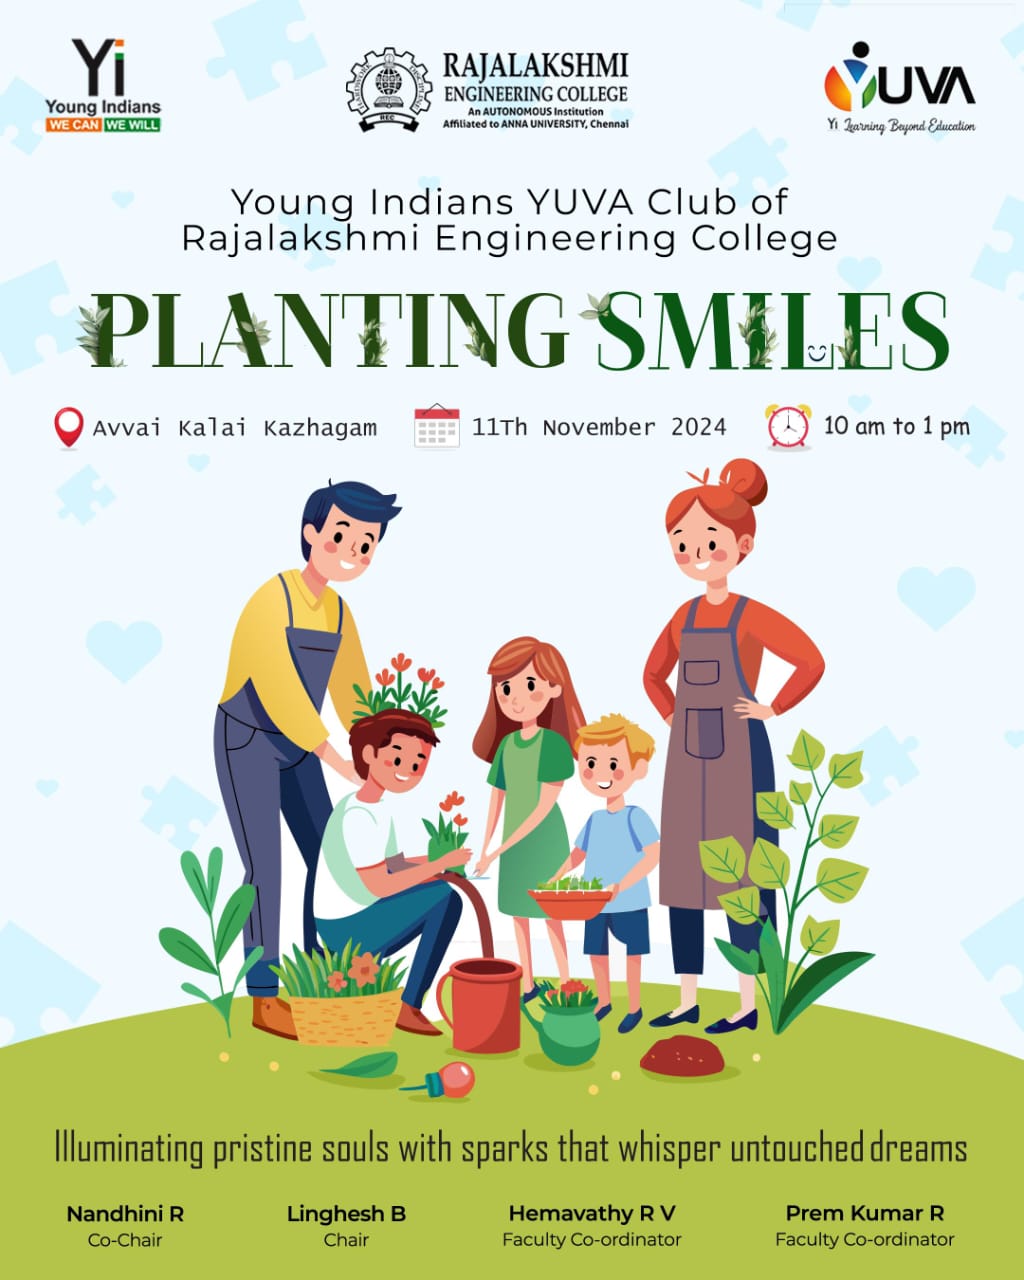 Yi
Young Indians
WE CAN WE WILL
HARDWORK DISCIPLINE
REC
RAJALAKSHMI
ENGINEERING COLLEGE
An AUTONOMOUS Institution
Affiliated to ANNA UNIVERSITY, Chennai
YUVA
Yi Learning Beyond Education
Young Indians YUVA Club of
Rajalakshmi Engineering College
PLANTING SMILES
Avvai Kalai Kazhagam
11Th November 2024
10 am to 1 pm
Illuminating pristine souls with sparks that whisper untouched dreams
Nandhini R
Co-Chair
Linghesh B
Chair
Hemavathy R V
Faculty Co-ordinator
Prem Kumar R
Faculty Co-ordinator